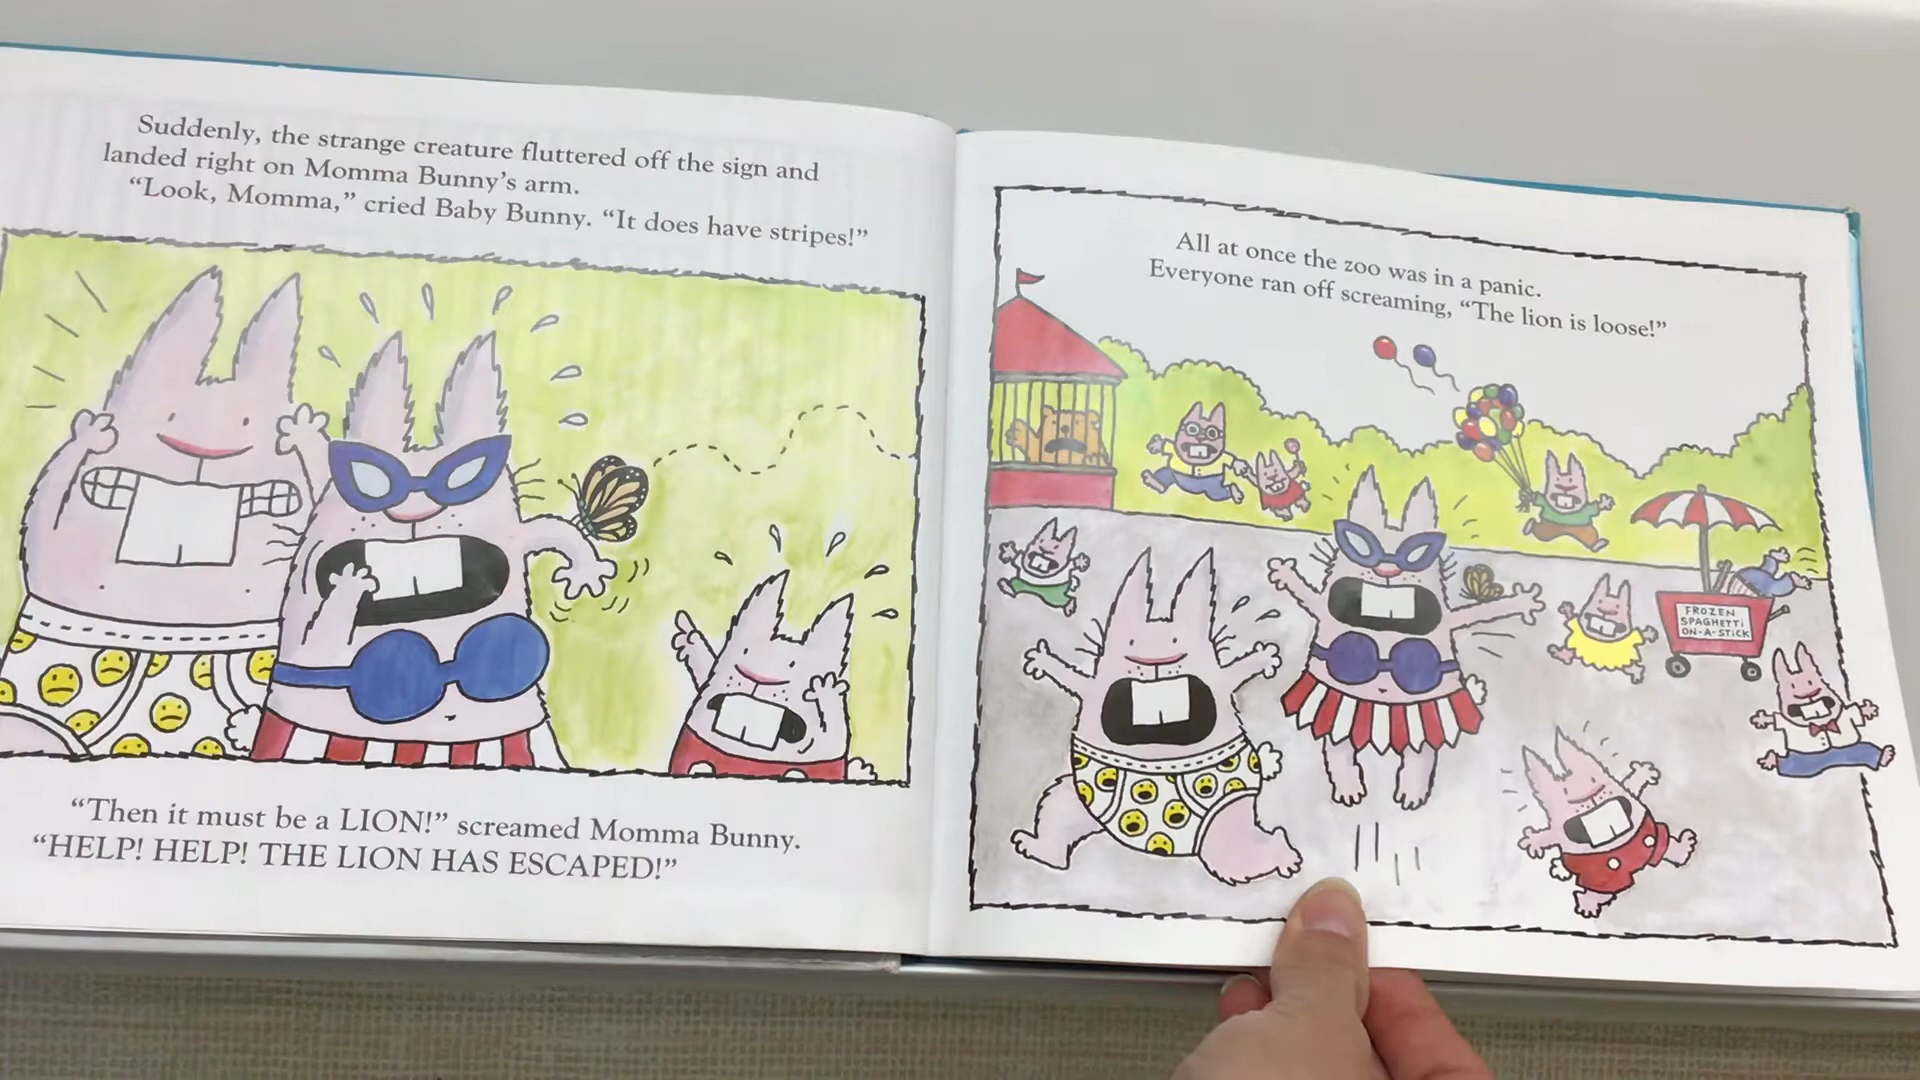 Suddenly, the strange creature fluttered off the sign and
landed right on Momma Bunny's arm.
“Look, Momma,” cried Baby Bunny. “It does have stripes!”
“Then it must be a LION!” screamed Momma Bunny.
“HELP! HELP! THE LION HAS ESCAPED!”
All at once the zoo was in a panic.
Everyone ran off screaming, “The lion is loose!”
FROZEN
SPAGHETTi
ON-A-STiCK